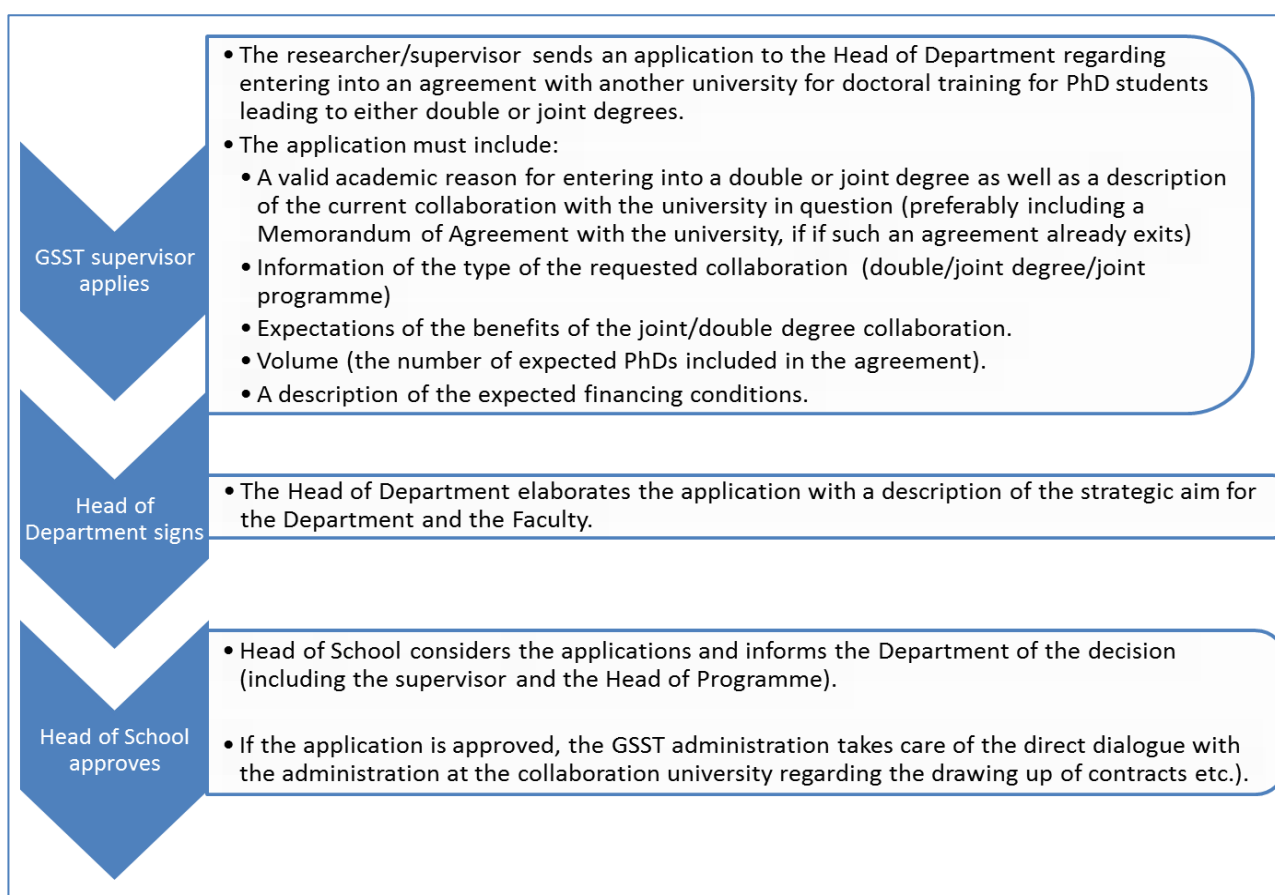 • The researcher/supervisor sends an application to the Head of Department regarding
entering into an agreement with another university for doctoral training for PhD students
leading to either double or joint degrees.
• The application must include:
• A valid academic reason for entering into a double or joint degree as well as a description
of the current collaboration with the university in question (preferably including a
Memorandum of Agreement with the university, if if such an agreement already exits)
• Information of the type of the requested collaboration (double/joint degree/joint
programme)
• Expectations of the benefits of the joint/double degree collaboration.
• Volume (the number of expected PhDs included in the agreement).
• A description of the expected financing conditions.
GSST supervisor
applies
• The Head of Department elaborates the application with a description of the strategic aim for
the Department and the Faculty.
Head of
Department signs
• Head of School considers the applications and informs the Department of the decision
(including the supervisor and the Head of Programme).
• If the application is approved, the GSST administration takes care of the direct dialogue with
the administration at the collaboration university regarding the drawing up of contracts etc.).
Head of School
approves